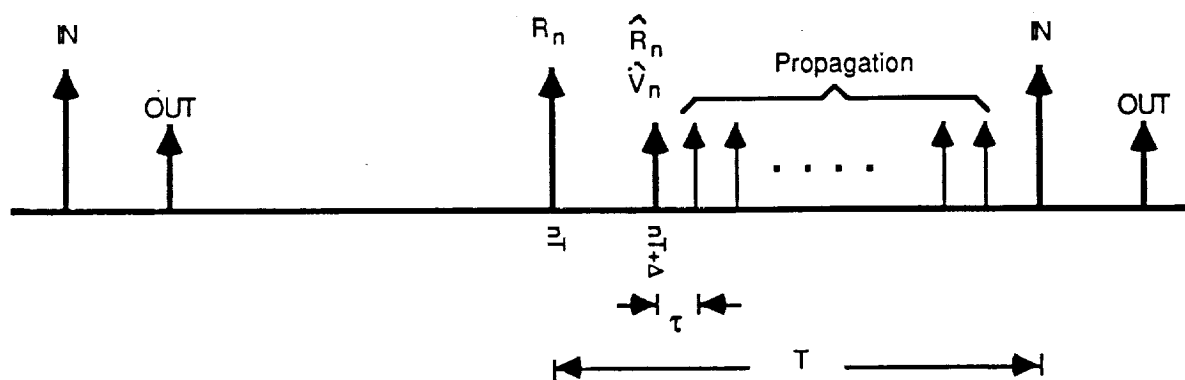 IN
OUT
Rn
R̂n
V̂n
Propagation
IN
OUT
. . . .
nT
nT+Δ
τ
T